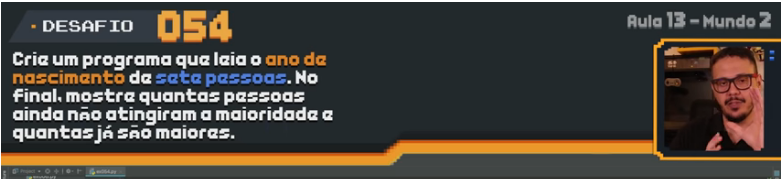 DESAFIO 054
Aula 13 - Mundo 2
Crie um programa que leia o ano de
nascimento de sete pessoas. No
final, mostre quantas pessoas
ainda não atingiram a maioridade e
quantas já são maiores.
Project